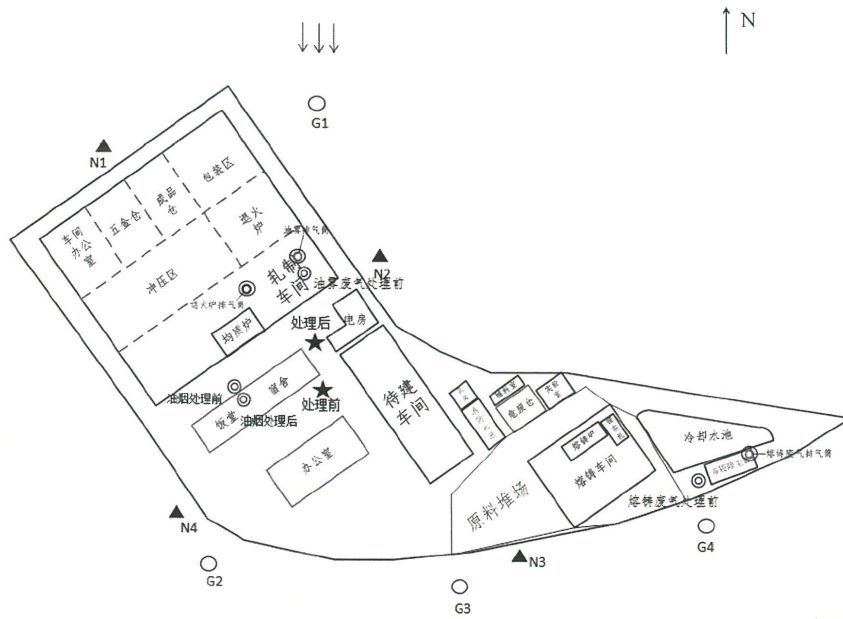 N
G1
N1
包装区
成品
仓
五金仓
车间
办公
室
退火
炉
油雾排气筒
N2
冲压区
轧制
车间
油雾废气处理前
退火炉排气筒
均质炉
处理后
电房
宿舍
油烟处理前
处理前
待建
车间
油烟处理后
饭堂
办公室
危废仓
实验
室
熔铸炉
熔铸车间
原料堆场
冷却水池
熔铸废气排气筒
熔铸废气处理前
N4
N3
G4
G2
G3